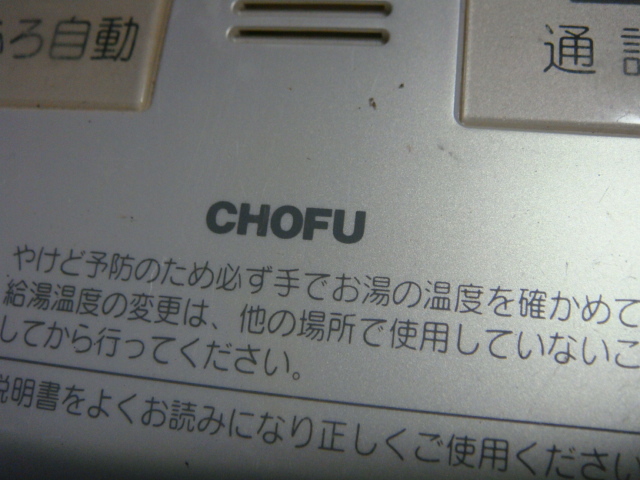 ろ自動
通
CHOFU
やけど予防のため必ず手でお湯の温度を確かめて
給湯温度の変更は、他の場所で使用していないこ
してから行ってください。
説明書をよくお読みになり正しくご使用ください